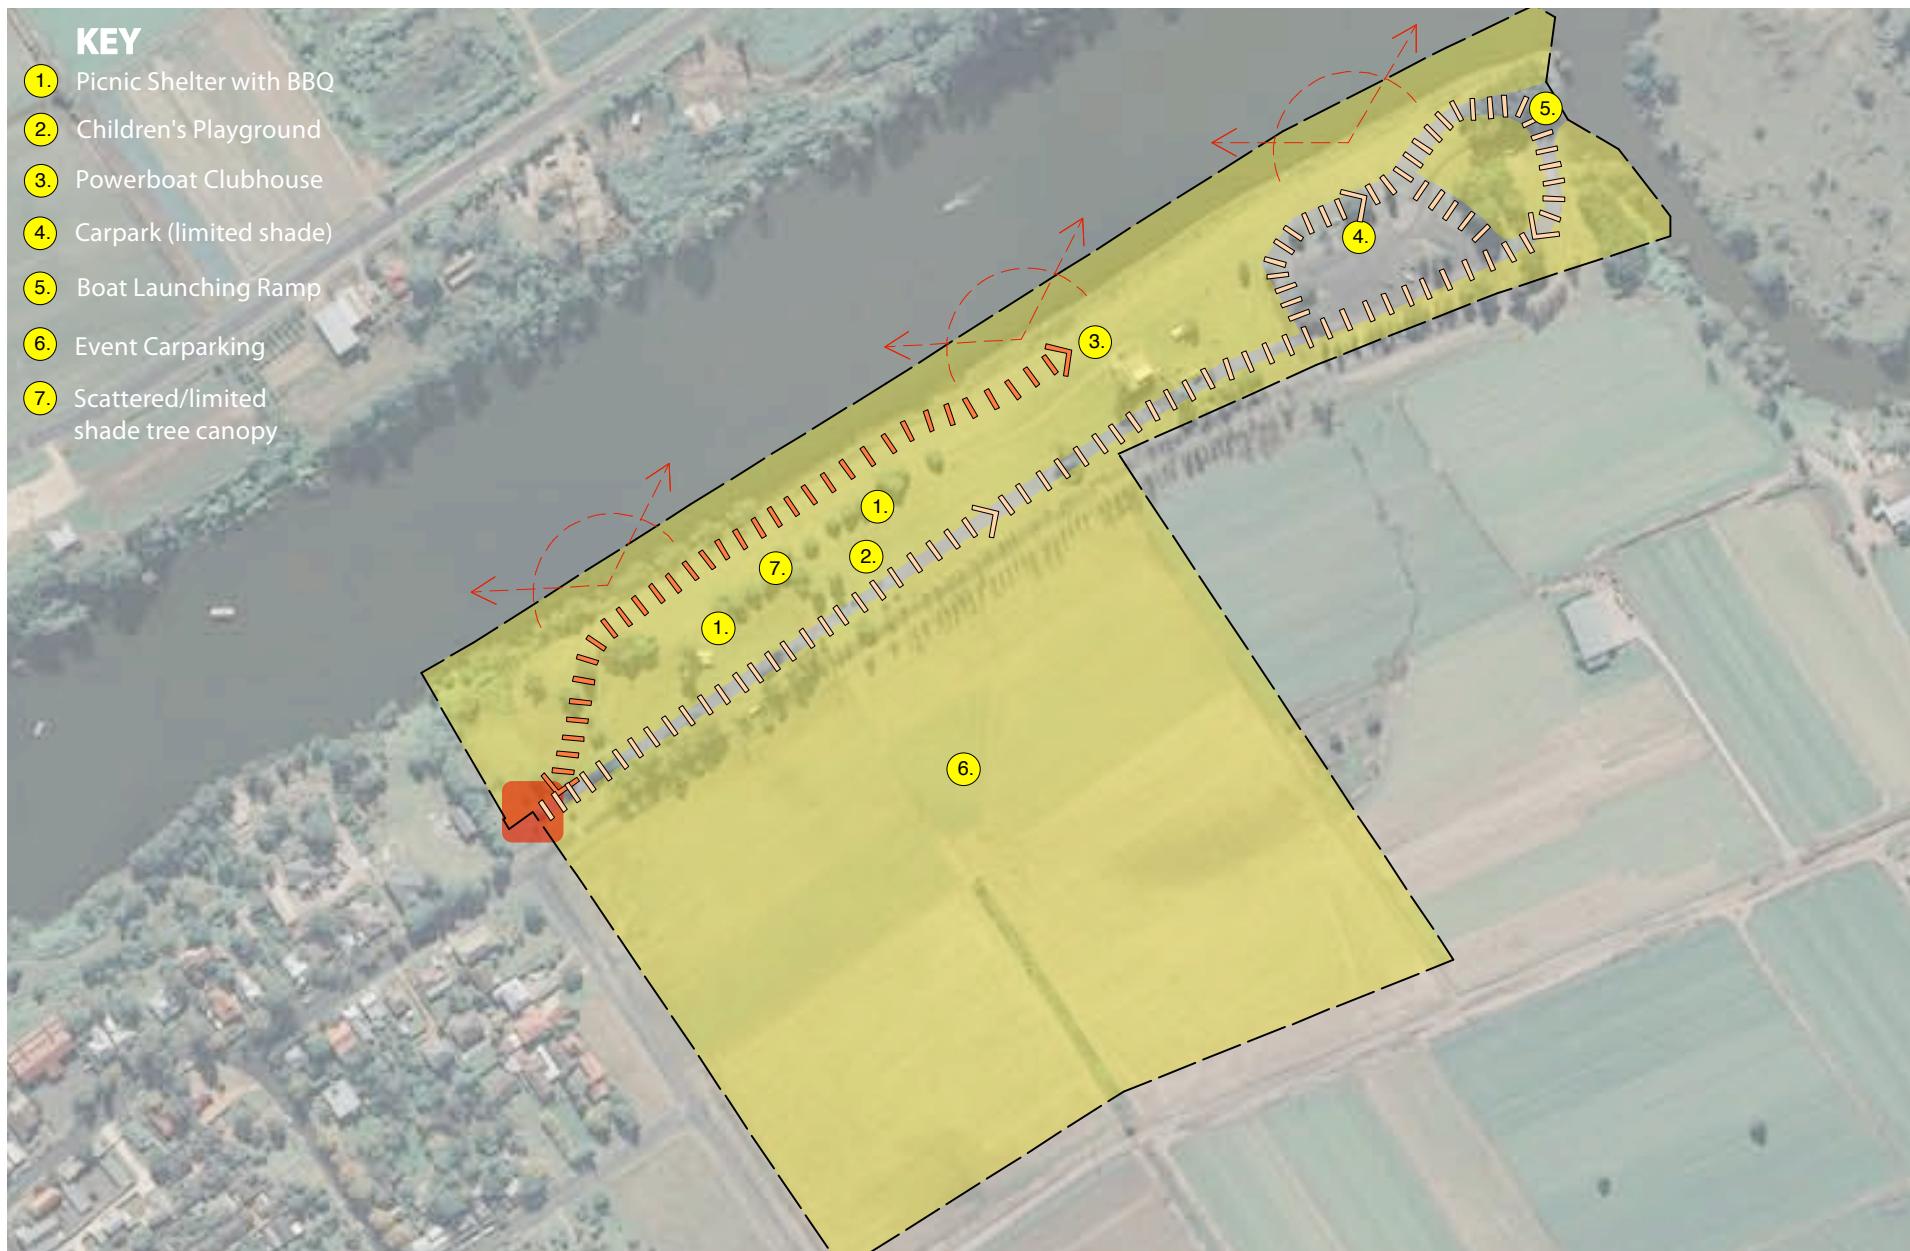 KEY
1. Picnic Shelter with BBQ
2. Children's Playground
3. Powerboat Clubhouse
4. Carpark (limited shade)
5. Boat Launching Ramp
6. Event Carparking
7. Scattered/limited
shade tree canopy
5.
4.
3.
1.
2.
7.
1.
6.